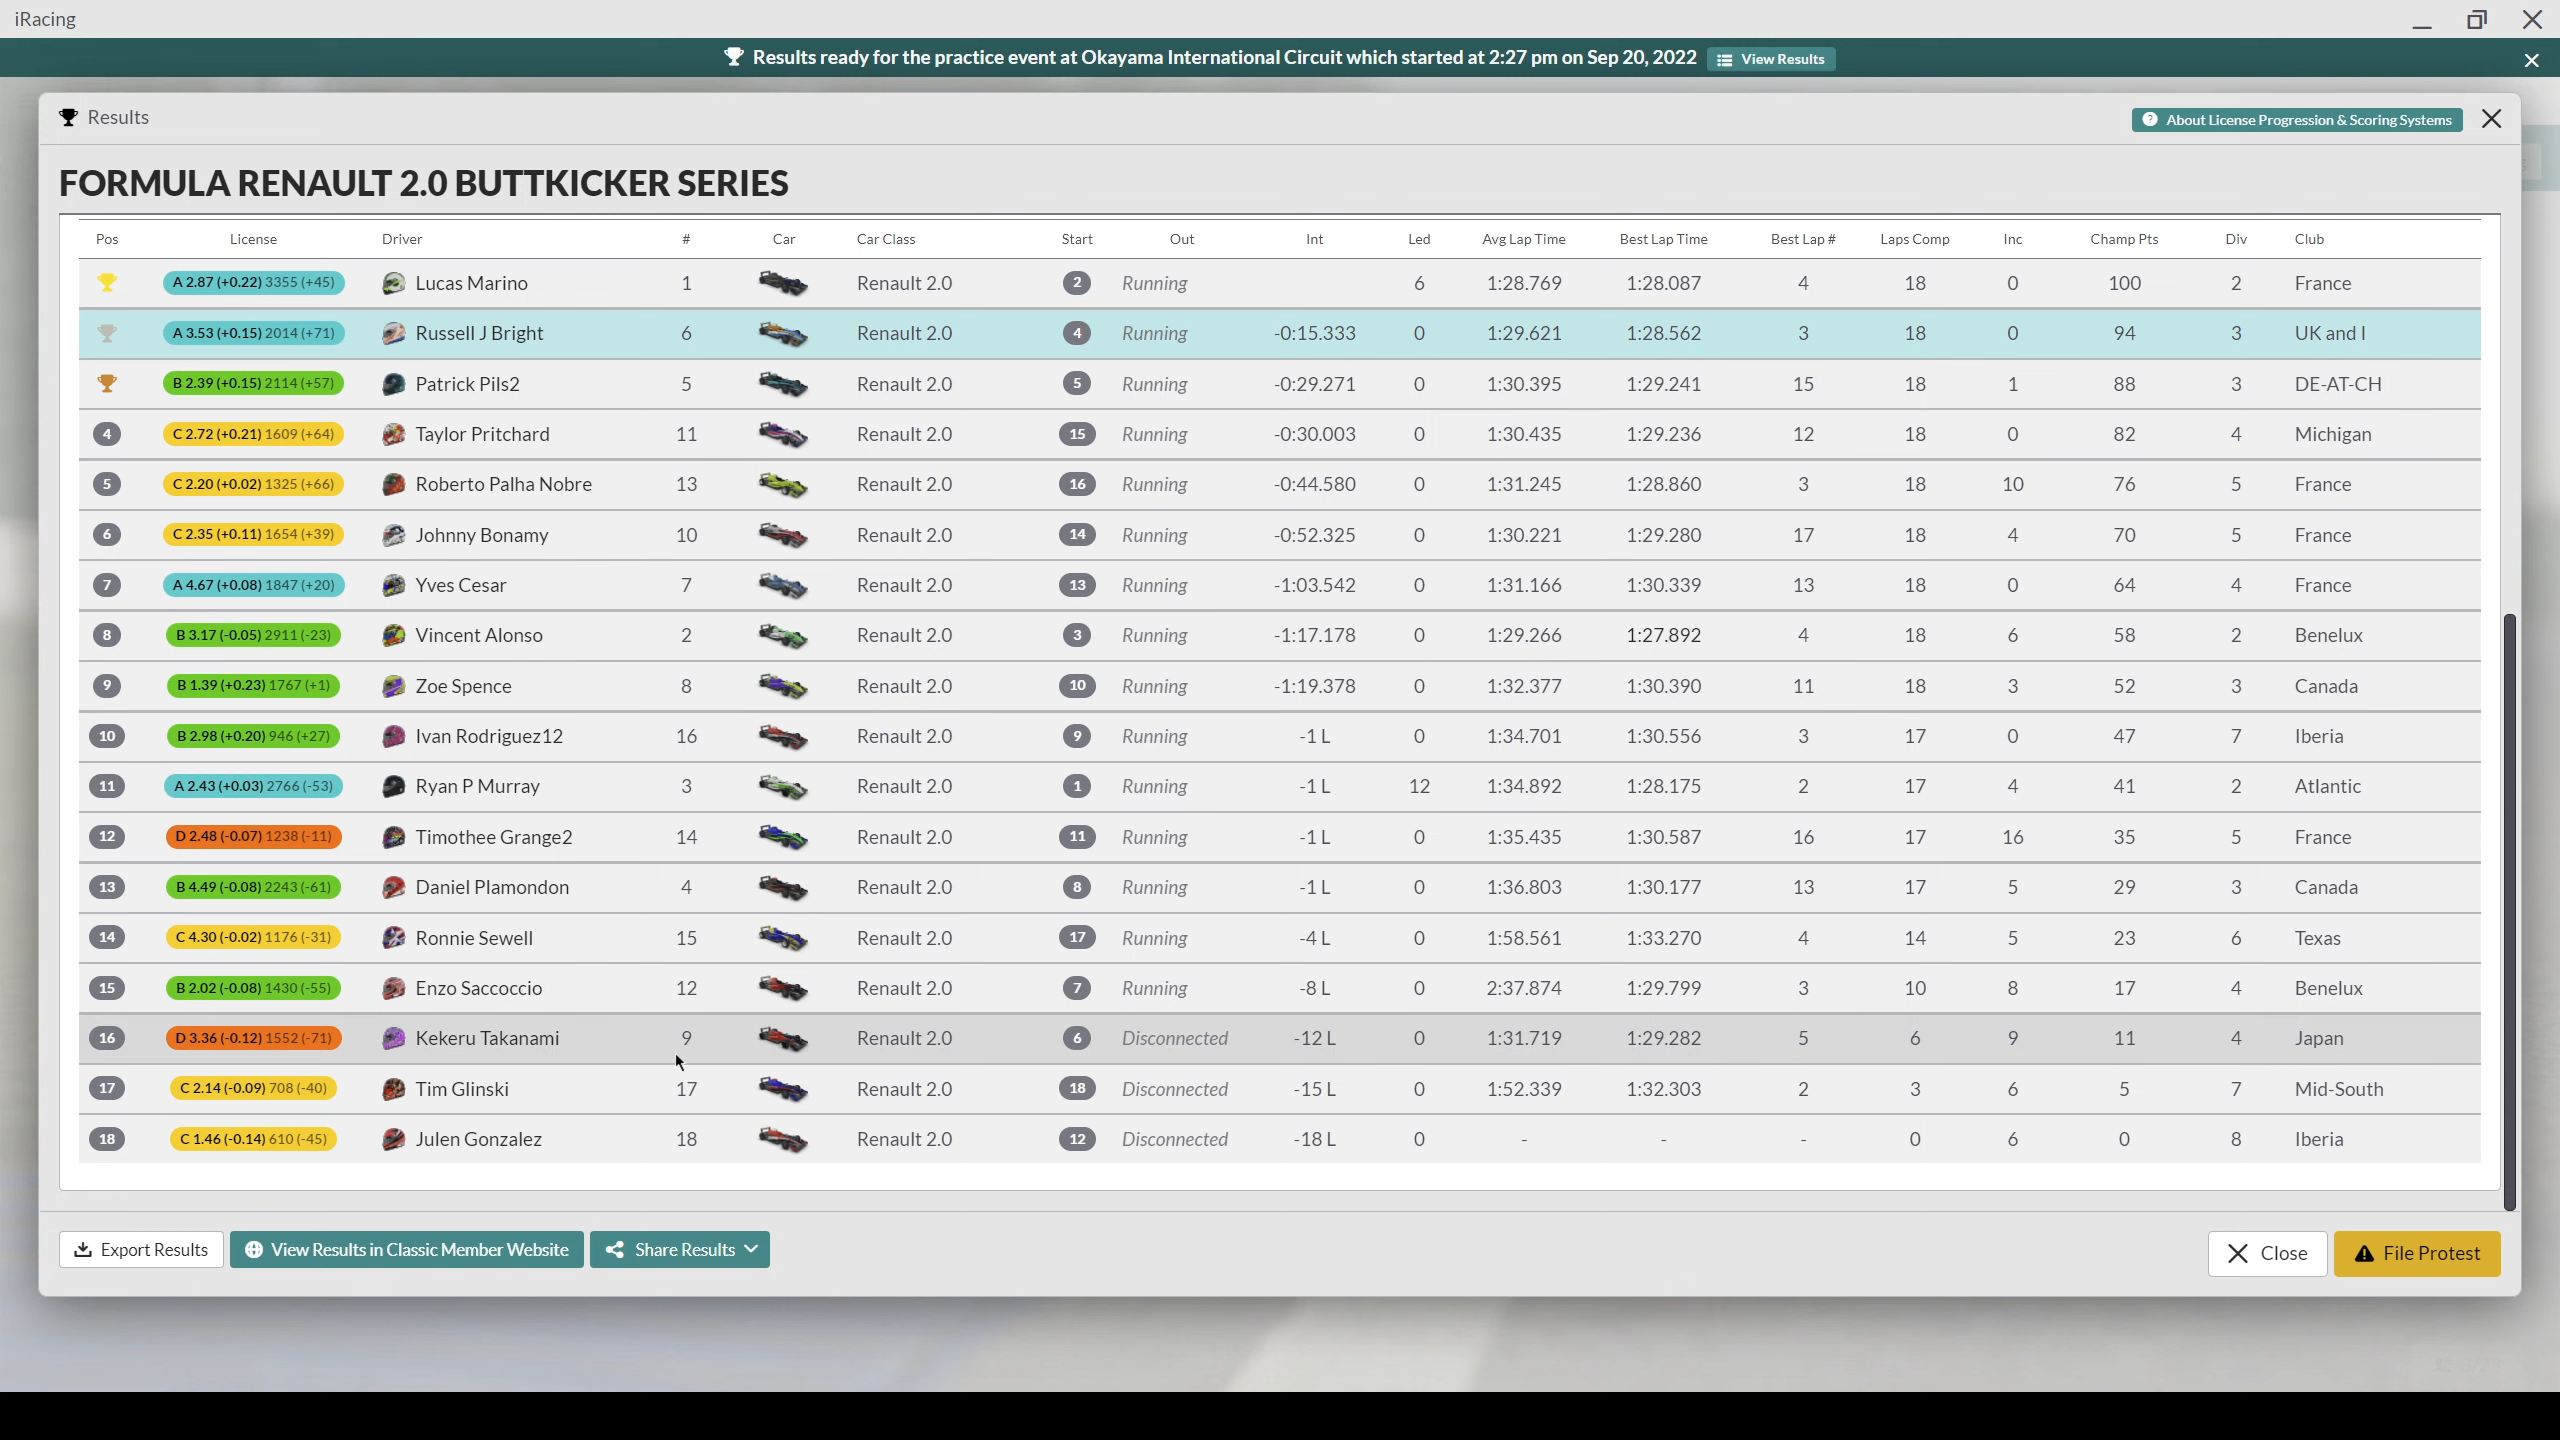 iRacing
Results ready for the practice event at Okayama International Circuit which started at 2:27 pm on Sep 20, 2022 View Results
Results About License Progression & Scoring Systems
FORMULA RENAULT 2.0 BUTTKICKER SERIES
Pos License Driver # Car Car Class Start Out Int Led Avg Lap Time Best Lap Time Best Lap # Laps Comp Inc Champ Pts Div Club
A 2.87 (+0.22) 3355 (+45) Lucas Marino 1 Renault 2.0 2 Running 6 1:28.769 1:28.087 4 18 0 100 2 France
A 3.53 (+0.15) 2014 (+71) Russell J Bright 6 Renault 2.0 4 Running -0:15.333 0 1:29.621 1:28.562 3 18 0 94 3 UK and I
B 2.39 (+0.15) 2114 (+57) Patrick Pils2 5 Renault 2.0 5 Running -0:29.271 0 1:30.395 1:29.241 15 18 1 88 3 DE-AT-CH
4 C 2.72 (+0.21) 1609 (+64) Taylor Pritchard 11 Renault 2.0 15 Running -0:30.003 0 1:30.435 1:29.236 12 18 0 82 4 Michigan
5 C 2.20 (+0.02) 1325 (+66) Roberto Palha Nobre 13 Renault 2.0 16 Running -0:44.580 0 1:31.245 1:28.860 3 18 10 76 5 France
6 C 2.35 (+0.11) 1654 (+39) Johnny Bonamy 10 Renault 2.0 14 Running -0:52.325 0 1:30.221 1:29.280 17 18 4 70 5 France
7 A 4.67 (+0.08) 1847 (+20) Yves Cesar 7 Renault 2.0 13 Running -1:03.542 0 1:31.166 1:30.339 13 18 0 64 4 France
8 B 3.17 (-0.05) 2911 (-23) Vincent Alonso 2 Renault 2.0 3 Running -1:17.178 0 1:29.266 1:27.892 4 18 6 58 2 Benelux
9 B 1.39 (+0.23) 1767 (+1) Zoe Spence 8 Renault 2.0 10 Running -1:19.378 0 1:32.377 1:30.390 11 18 3 52 3 Canada
10 B 2.98 (+0.20) 946 (+27) Ivan Rodriguez12 16 Renault 2.0 9 Running -1 L 0 1:34.701 1:30.556 3 17 0 47 7 Iberia
11 A 2.43 (+0.03) 2766 (-53) Ryan P Murray 3 Renault 2.0 1 Running -1 L 12 1:34.892 1:28.175 2 17 4 41 2 Atlantic
12 D 2.48 (-0.07) 1238 (-11) Timothee Grange2 14 Renault 2.0 11 Running -1 L 0 1:35.435 1:30.587 16 17 16 35 5 France
13 B 4.49 (-0.08) 2243 (-61) Daniel Plamondon 4 Renault 2.0 8 Running -1 L 0 1:36.803 1:30.177 13 17 5 29 3 Canada
14 C 4.30 (-0.02) 1176 (-31) Ronnie Sewell 15 Renault 2.0 17 Running -4 L 0 1:58.561 1:33.270 4 14 5 23 6 Texas
15 B 2.02 (-0.08) 1430 (-55) Enzo Saccoccio 12 Renault 2.0 7 Running -8 L 0 2:37.874 1:29.799 3 10 8 17 4 Benelux
16 D 3.36 (-0.12) 1552 (-71) Kekeru Takanami 9 Renault 2.0 6 Disconnected -12 L 0 1:31.719 1:29.282 5 6 9 11 4 Japan
17 C 2.14 (-0.09) 708 (-40) Tim Glinski 17 Renault 2.0 18 Disconnected -15 L 0 1:52.339 1:32.303 2 3 6 5 7 Mid-South
18 C 1.46 (-0.14) 610 (-45) Julen Gonzalez 18 Renault 2.0 12 Disconnected -18 L 0 - - - 0 6 0 8 Iberia
Export Results View Results in Classic Member Website Share Results Close File Protest